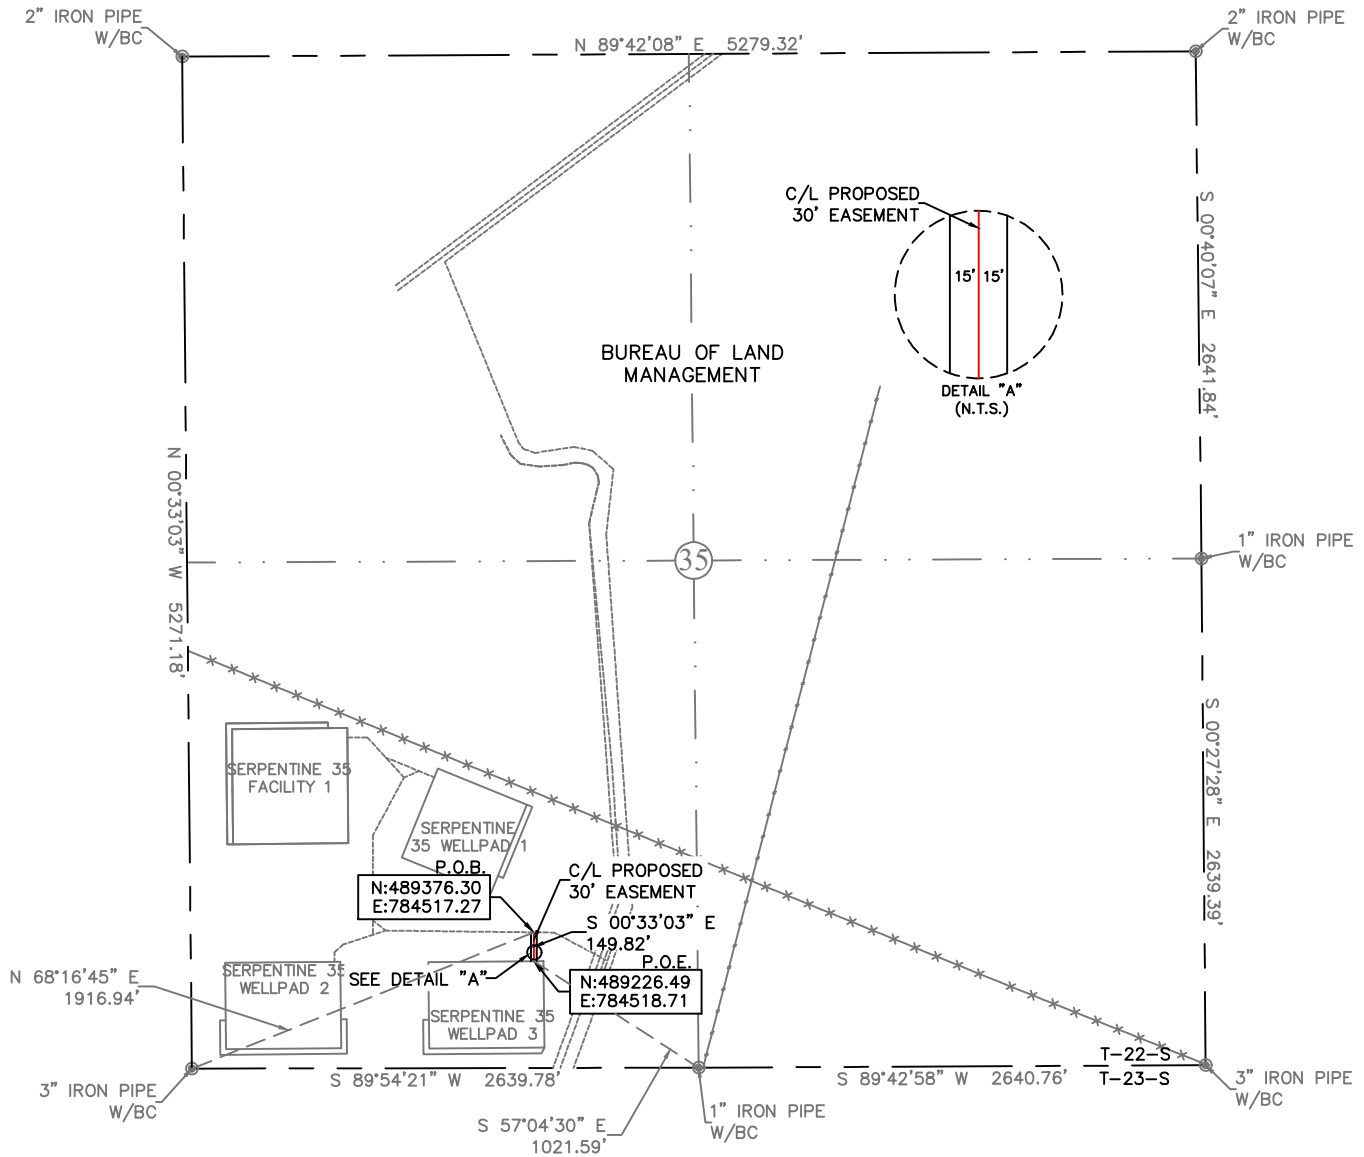 2" IRON PIPE
W/BC
N 89°42'08" E 5279.32'
2" IRON PIPE
W/BC
C/L PROPOSED
30' EASEMENT
15' 15'
DETAIL "A"
(N.T.S.)
S 00°40'07" E 2641.84'
BUREAU OF LAND
MANAGEMENT
N 00°33'03" W 5271.18'
35
1" IRON PIPE
W/BC
S 00°27'28" E 2639.39'
SERPENTINE 35
FACILITY 1
SERPENTINE
35 WELLPAD 1
P.O.B.
N:489376.30
E:784517.27
C/L PROPOSED
30' EASEMENT
S 00°33'03" E
149.82'
P.O.E.
N:489226.49
E:784518.71
SEE DETAIL "A"
SERPENTINE 35
WELLPAD 2
N 68°16'45" E
1916.94'
SERPENTINE 35
WELLPAD 3
T-22-S
T-23-S
S 89°54'21" W 2639.78'
S 89°42'58" W 2640.76'
3" IRON PIPE
W/BC
3" IRON PIPE
W/BC
1" IRON PIPE
W/BC
S 57°04'30" E
1021.59'